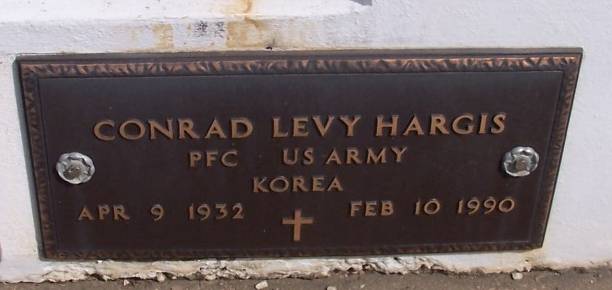 CONRAD LEVY HARGIS
PFC US ARMY
KOREA
APR 9 1932 FEB 10 1990